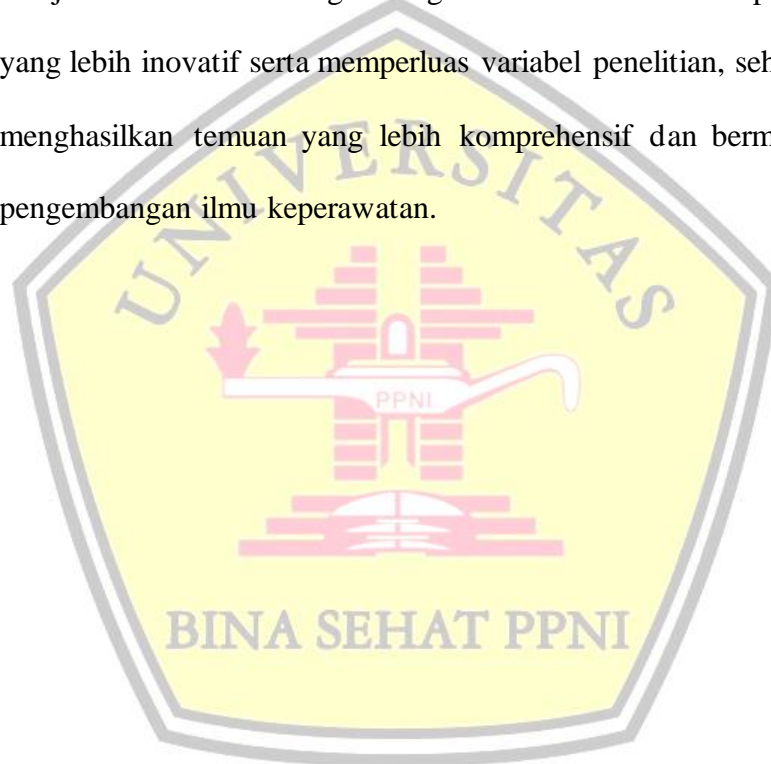 yang lebih inovatif serta memperluas variabel penelitian, seh
menghasilkan temuan yang lebih komprehensif dan berm
pengembangan ilmu keperawatan.
UNIVERSITAS
PPNI
BINA SEHAT PPNI